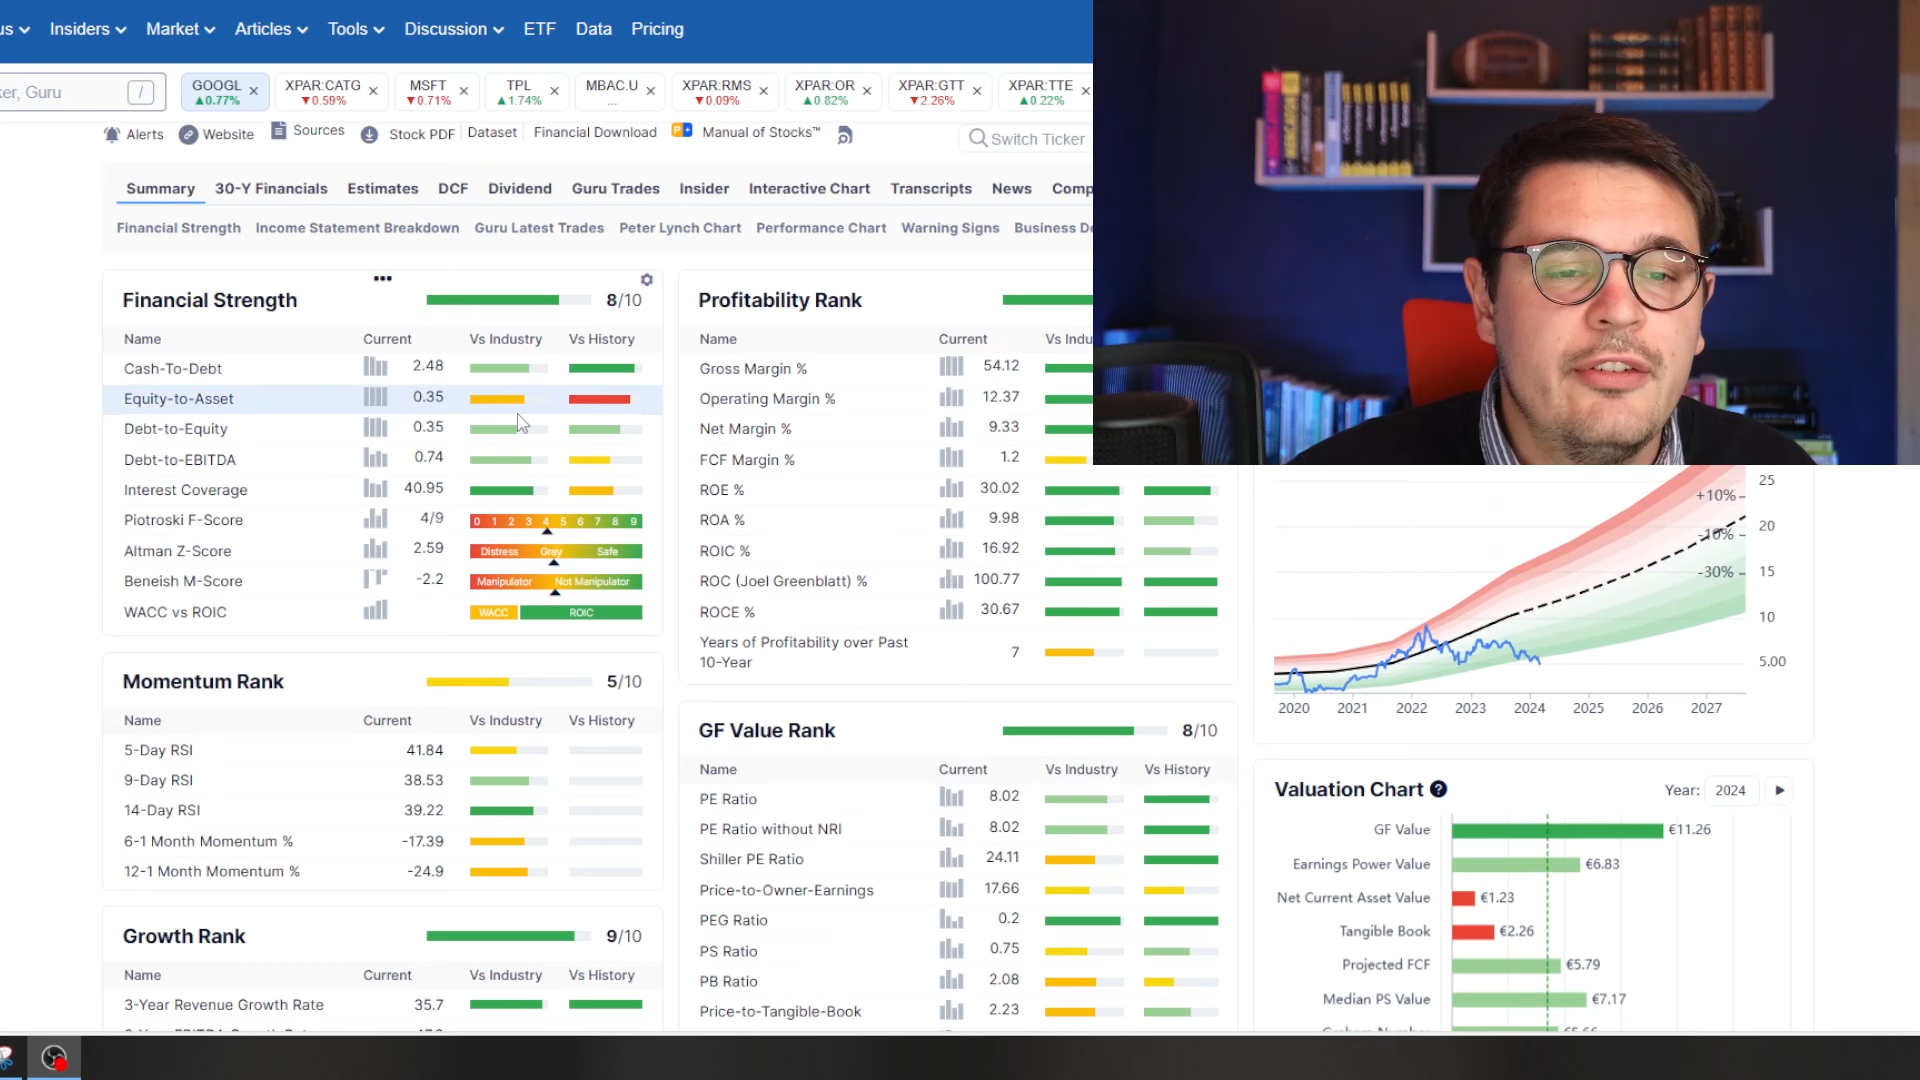 us Insiders Market Articles Tools Discussion ETF Data Pricing
ker, Guru / GOOGL × XPAR:CATG × MSFT × TPL × MBAC.U × XPAR:RMS × XPAR:OR × XPAR:GTT × XPAR:TTE ×
▲0.77% ▼0.59% ▼0.71% ▲1.74% ... ▼0.09% ▲0.82% ▼2.26% ▲0.22%
Alerts Website Sources Stock PDF Dataset Financial Download P+ Manual of Stocks™ Switch Ticker
Summary 30-Y Financials Estimates DCF Dividend Guru Trades Insider Interactive Chart Transcripts News Comp
Financial Strength Income Statement Breakdown Guru Latest Trades Peter Lynch Chart Performance Chart Warning Signs Business De
Financial Strength 8/10
Name Current Vs Industry Vs History
Cash-To-Debt 2.48
Equity-to-Asset 0.35
Debt-to-Equity 0.35
Debt-to-EBITDA 0.74
Interest Coverage 40.95
Piotroski F-Score 4/9 0 1 2 3 4 5 6 7 8 9
Altman Z-Score 2.59 Distress Grey Safe
Beneish M-Score -2.2 Manipulator Not Manipulator
WACC vs ROIC WACC ROIC
Momentum Rank 5/10
Name Current Vs Industry Vs History
5-Day RSI 41.84
9-Day RSI 38.53
14-Day RSI 39.22
6-1 Month Momentum % -17.39
12-1 Month Momentum % -24.9
Growth Rank 9/10
Name Current Vs Industry Vs History
3-Year Revenue Growth Rate 35.7
Profitability Rank
Name Current Vs Indu
Gross Margin % 54.12
Operating Margin % 12.37
Net Margin % 9.33
FCF Margin % 1.2
ROE % 30.02
ROA % 9.98
ROIC % 16.92
ROC (Joel Greenblatt) % 100.77
ROCE % 30.67
Years of Profitability over Past
10-Year 7
GF Value Rank 8/10
Name Current Vs Industry Vs History
PE Ratio 8.02
PE Ratio without NRI 8.02
Shiller PE Ratio 24.11
Price-to-Owner-Earnings 17.66
PEG Ratio 0.2
PS Ratio 0.75
PB Ratio 2.08
Price-to-Tangible-Book 2.23
25
+10%
20
-10%
-30% 15
10
5.00
2020 2021 2022 2023 2024 2025 2026 2027
Valuation Chart ? Year: 2024
GF Value €11.26
Earnings Power Value €6.83
Net Current Asset Value €1.23
Tangible Book €2.26
Projected FCF €5.79
Median PS Value €7.17